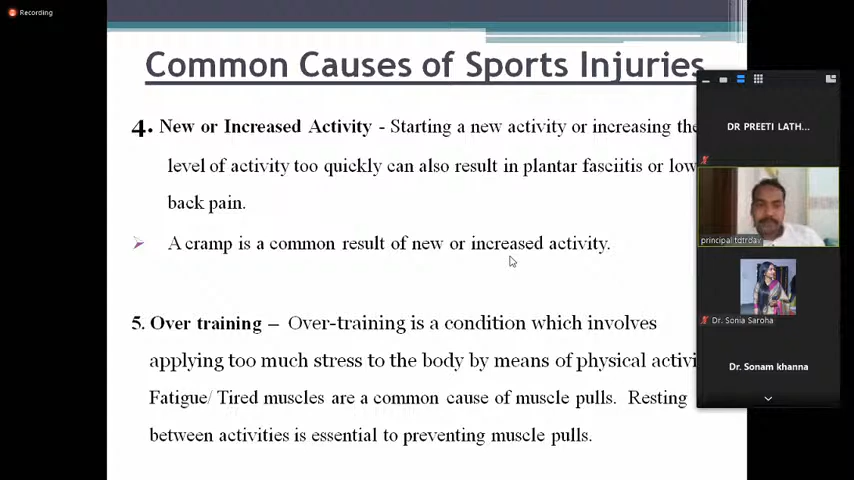 Recording
Common Causes of Sports Injuries
4. New or Increased Activity - Starting a new activity or increasing the
level of activity too quickly can also result in plantar fasciitis or low
back pain.
➢ A cramp is a common result of new or increased activity.
5. Over training – Over-training is a condition which involves
applying too much stress to the body by means of physical activi
Fatigue/ Tired muscles are a common cause of muscle pulls. Resting
between activities is essential to preventing muscle pulls.
DR PREETI LATH...
principal tdtrdav
Dr. Sonia Saroha
Dr. Sonam khanna